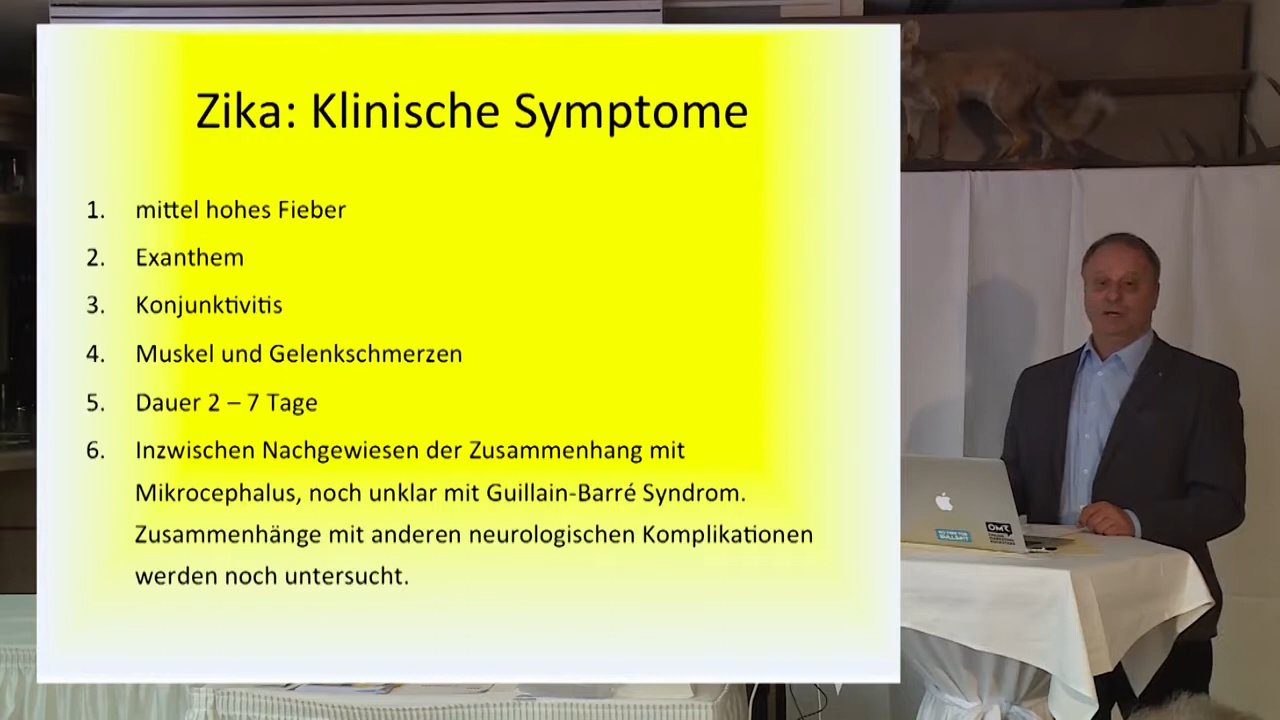 Zika: Klinische Symptome
1. mittel hohes Fieber
2. Exanthem
3. Konjunktivitis
4. Muskel und Gelenkschmerzen
5. Dauer 2 – 7 Tage
6. Inzwischen Nachgewiesen der Zusammenhang mit
Mikrocephalus, noch unklar mit Guillain-Barré Syndrom.
Zusammenhänge mit anderen neurologischen Komplikationen
werden noch untersucht.
OMR